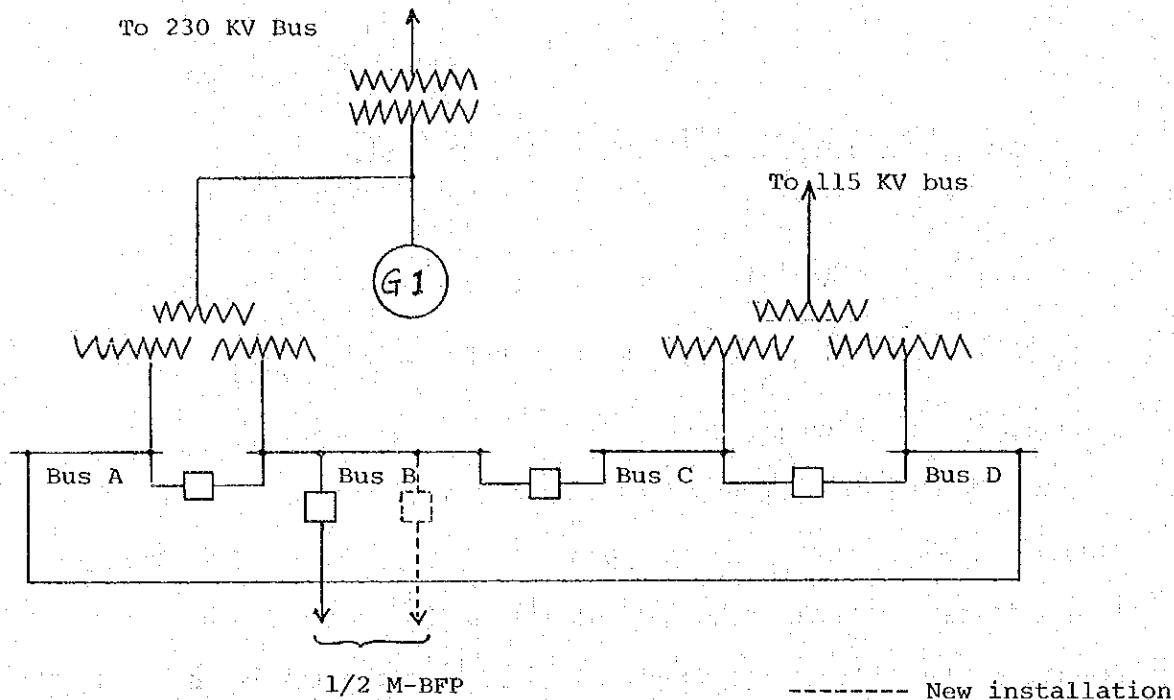 To 230 KV Bus
To 115 KV bus
G1
Bus A
Bus B
Bus C
Bus D
1/2 M-BFP
New installation